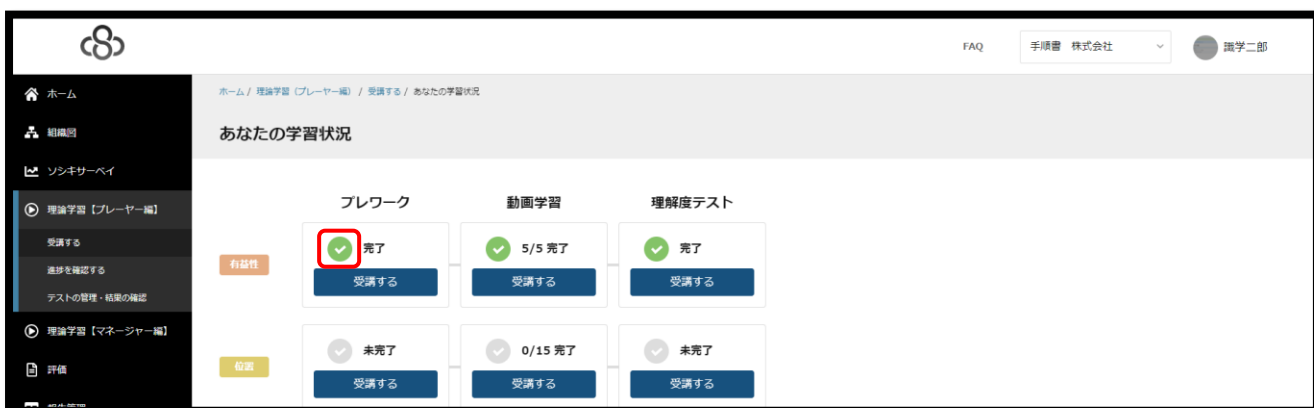 FAQ
手順書 株式会社
識学二郎
ホーム
組織図
ソシキサーベイ
理論学習【プレーヤー編】
受講する
進捗を確認する
テストの管理・結果の確認
理論学習【マネージャー編】
評価
ホーム / 理論学習（プレーヤー編） / 受講する / あなたの学習状況
あなたの学習状況
プレワーク 動画学習 理解度テスト
有益性
完了 5/5 完了 完了
受講する 受講する 受講する
位置
未完了 0/15 完了 未完了
受講する 受講する 受講する